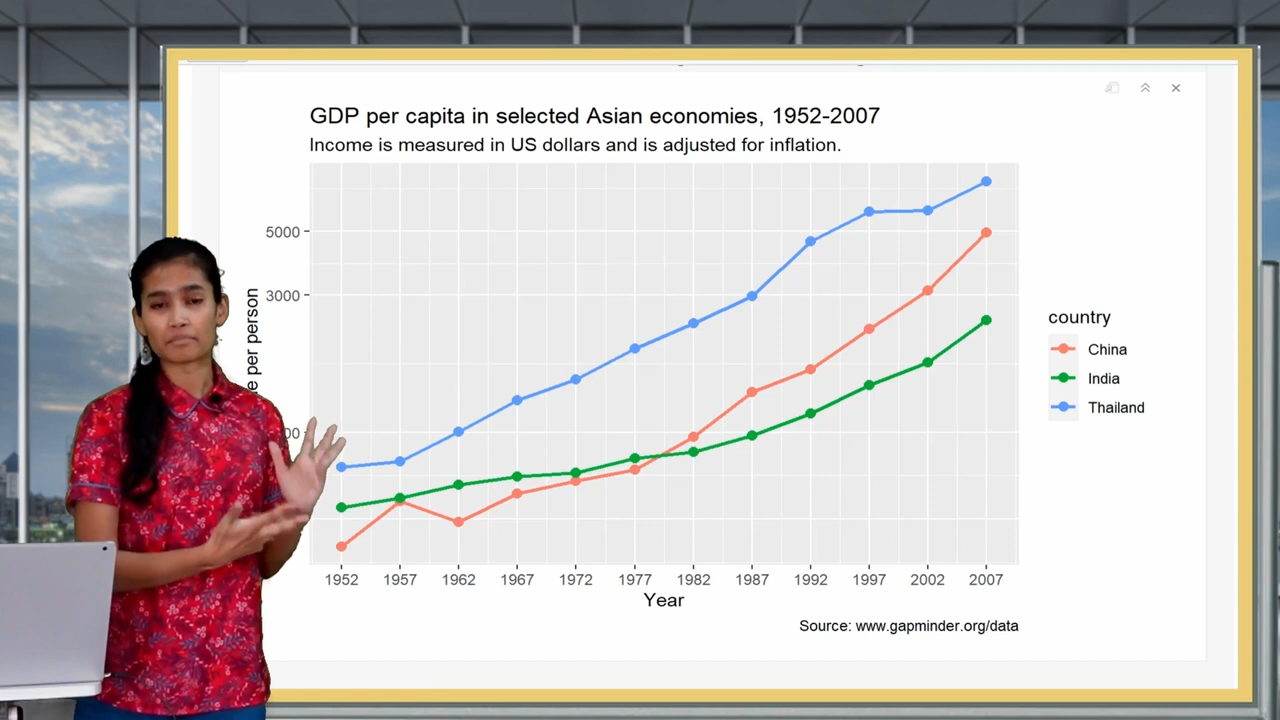 GDP per capita in selected Asian economies, 1952-2007
Income is measured in US dollars and is adjusted for inflation.
5000
3000
per person
country
China
India
Thailand
1952 1957 1962 1967 1972 1977 1982 1987 1992 1997 2002 2007
Year
Source: www.gapminder.org/data